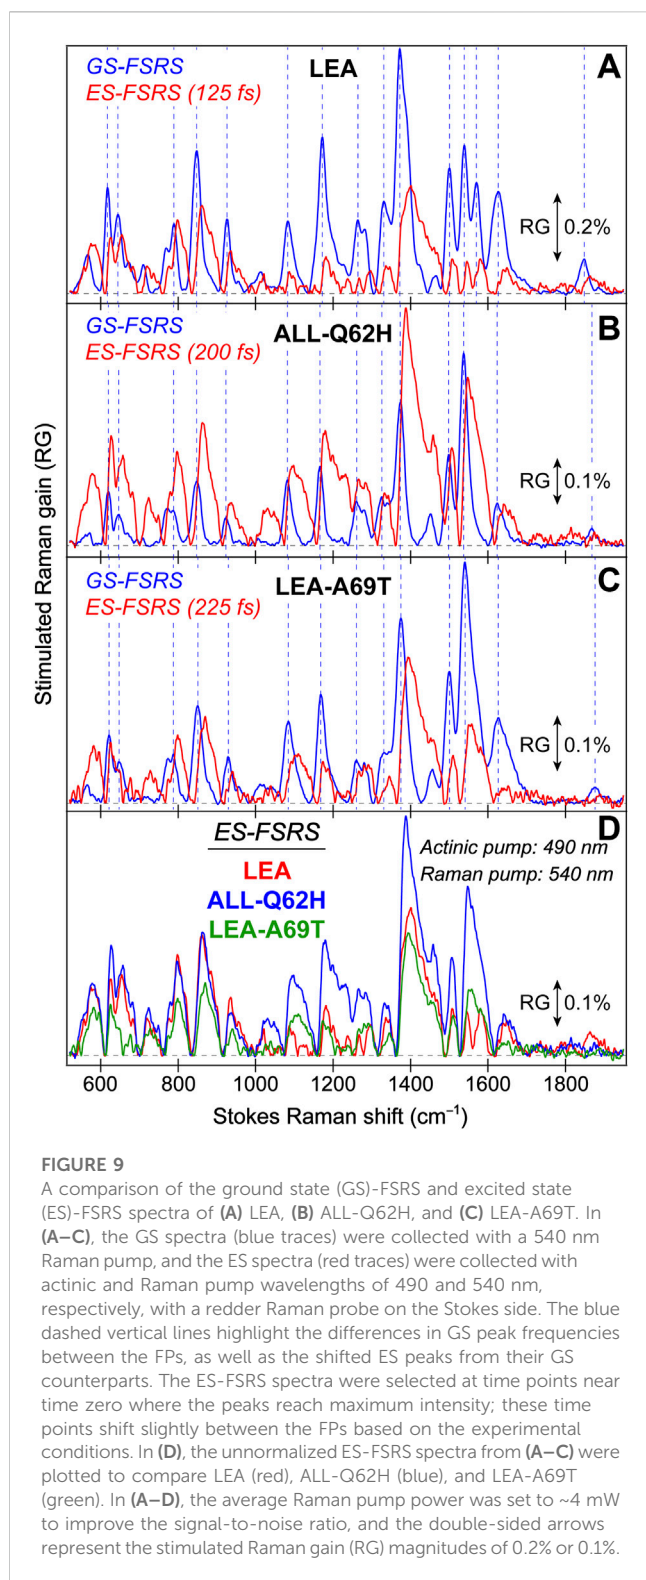 GS-FSRS
ES-FSRS (125 fs)
LEA
A
RG 0.2%
GS-FSRS
ES-FSRS (200 fs)
ALL-Q62H
B
RG 0.1%
GS-FSRS
ES-FSRS (225 fs)
LEA-A69T
C
RG 0.1%
Stimulated Raman gain (RG)
ES-FSRS
LEA
ALL-Q62H
LEA-A69T
D
Actinic pump: 490 nm
Raman pump: 540 nm
RG 0.1%
600 800 1000 1200 1400 1600 1800
Stokes Raman shift (cm⁻¹)
FIGURE 9
A comparison of the ground state (GS)-FSRS and excited state
(ES)-FSRS spectra of (A) LEA, (B) ALL-Q62H, and (C) LEA-A69T. In
(A–C), the GS spectra (blue traces) were collected with a 540 nm
Raman pump, and the ES spectra (red traces) were collected with
actinic and Raman pump wavelengths of 490 and 540 nm,
respectively, with a redder Raman probe on the Stokes side. The blue
dashed vertical lines highlight the differences in GS peak frequencies
between the FPs, as well as the shifted ES peaks from their GS
counterparts. The ES-FSRS spectra were selected at time points near
time zero where the peaks reach maximum intensity; these time
points shift slightly between the FPs based on the experimental
conditions. In (D), the unnormalized ES-FSRS spectra from (A–C) were
plotted to compare LEA (red), ALL-Q62H (blue), and LEA-A69T
(green). In (A–D), the average Raman pump power was set to ~4 mW
to improve the signal-to-noise ratio, and the double-sided arrows
represent the stimulated Raman gain (RG) magnitudes of 0.2% or 0.1%.